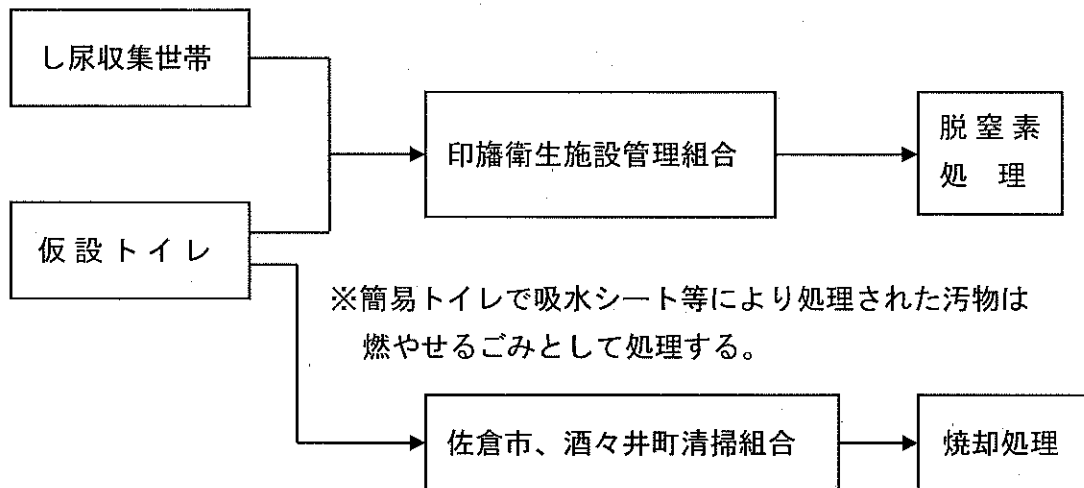 し尿収集世帯
印旛衛生施設管理組合
脱窒素
処理
仮設トイレ
※簡易トイレで吸水シート等により処理された汚物は
燃やせるごみとして処理する。
佐倉市、酒々井町清掃組合
焼却処理